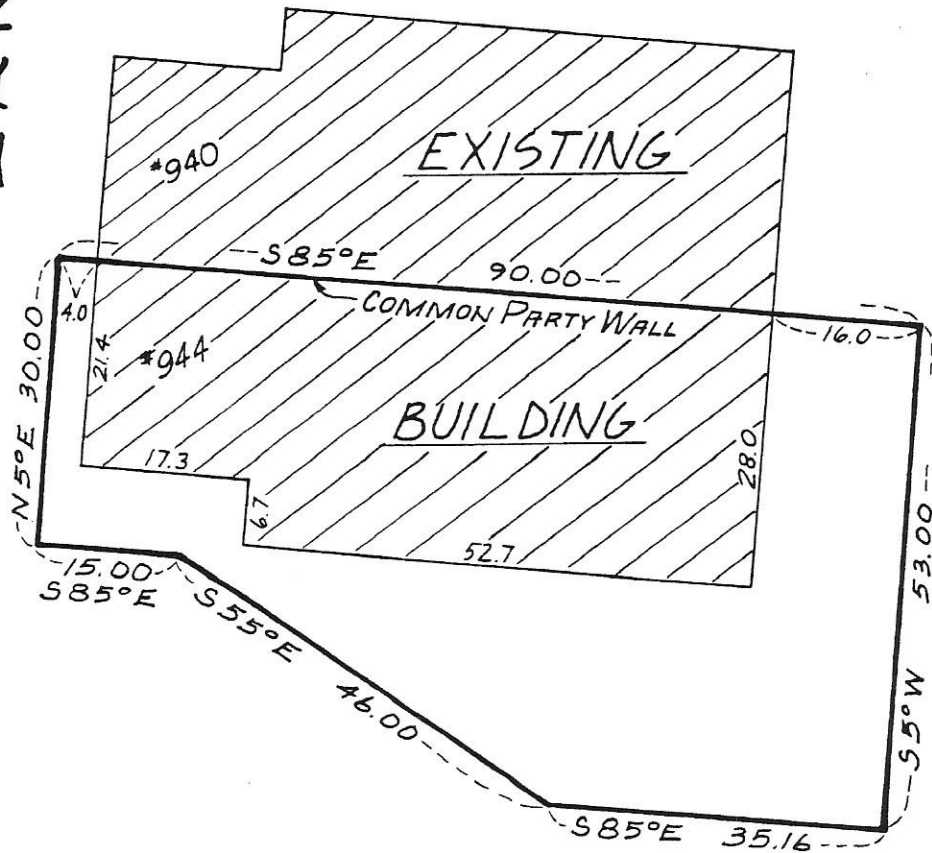 *940
EXISTING
S85°E 90.00
COMMON PARTY WALL
4.0
16.0
N5°E 30.00
21.4
*944
BUILDING
17.3
6.7
28.0
52.7
53.00
S5°W
15.00
S85°E
S55°E
46.00
S85°E 35.16